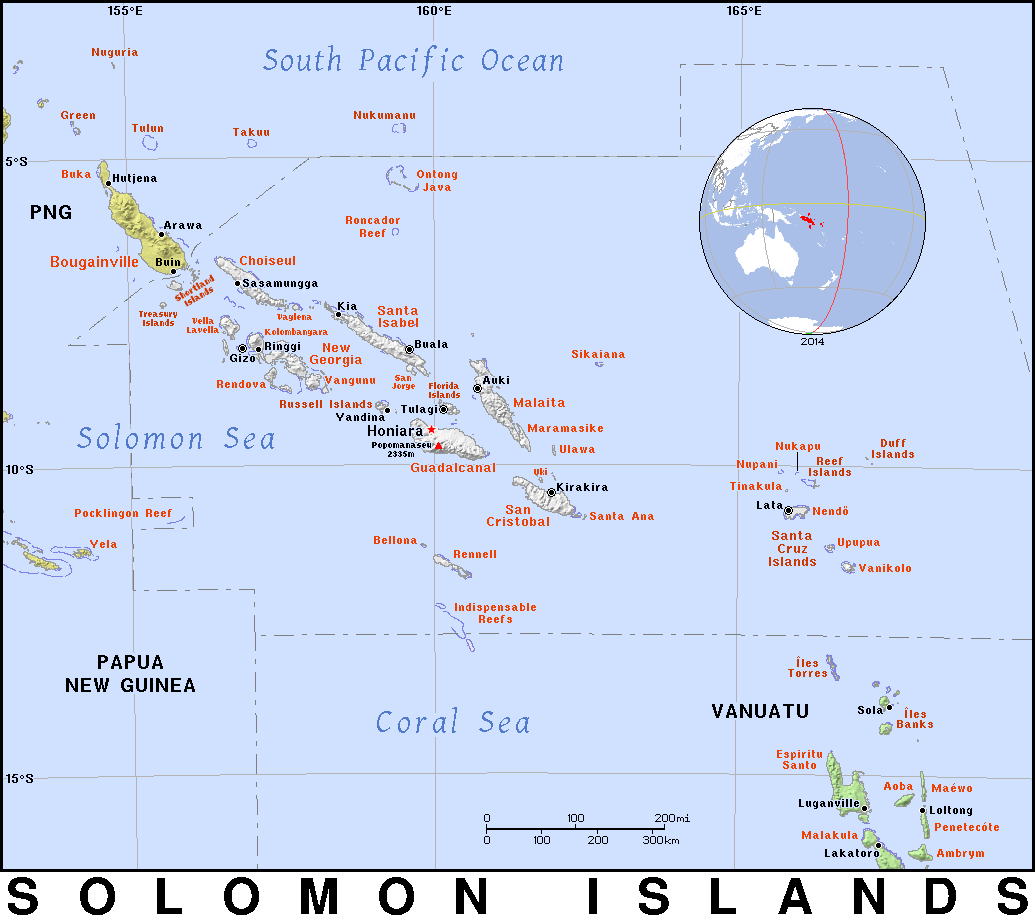 155°E
160°E
165°E
Nuguria
South Pacific Ocean
Green
Tulun
Takuu
Nukumanu
5°S
Buka
Hutjena
Ontong
Java
PNG
Arawa
Roncador
Reef
Bougainville
Buin
Choiseul
Shortland
Islands
Sasamungga
Treasury
Islands
Vella
Lavella
Vaglena
Kia
Santa
Isabel
Kolombangara
Gizo
Ringgi
New
Georgia
Buala
2014
Sikaiana
Rendova
Vangunu
San
Jorge
Florida
Islands
Auki
Russell Islands
Yandina
Tulagi
Malaita
Solomon Sea
Honiara
Maramasike
Popomanaseu
2335m
Ulawa
Nukapu
Duff
Islands
10°S
Guadalcanal
Uki
Nupani
Reef
Islands
Kirakira
Tinakula
Pocklington Reef
San
Cristobal
Santa Ana
Lata
Nendö
Yela
Bellona
Rennell
Santa
Cruz
Islands
Upupua
Vanikolo
Indispensable
Reefs
PAPUA
NEW GUINEA
Îles
Torres
Coral Sea
VANUATU
Sola
Îles
Banks
15°S
Espiritu
Santo
Aoba
Maéwo
Luganville
Loltong
0 100 200mi
0 100 200 300km
Malakula
Penetecóte
Lakatoro
Ambrym
SOLOMON ISLANDS